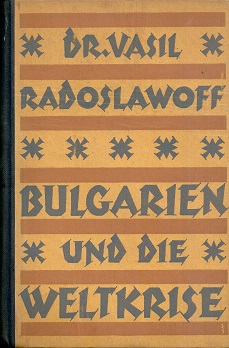 DR. VASIL
RADOSLAWOFF
BULGARIEN
UND DIE
WELTKRISE